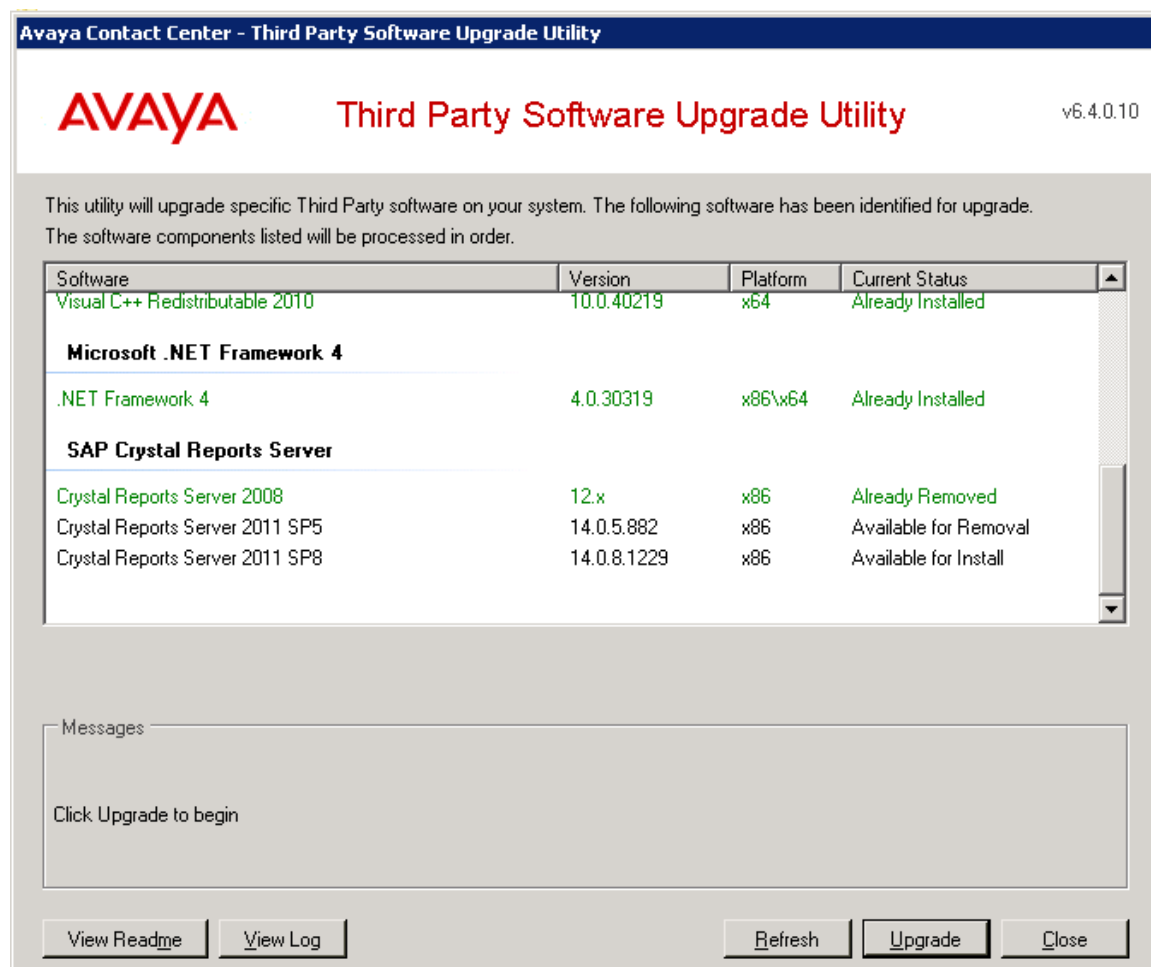 Avaya Contact Center - Third Party Software Upgrade Utility
AVAYA Third Party Software Upgrade Utility v6.4.0.10
This utility will upgrade specific Third Party software on your system. The following software has been identified for upgrade.
The software components listed will be processed in order.
Software Version Platform Current Status
Visual C++ Redistributable 2010 10.0.40219 x64 Already Installed
Microsoft .NET Framework 4
.NET Framework 4 4.0.30319 x86\x64 Already Installed
SAP Crystal Reports Server
Crystal Reports Server 2008 12.x x86 Already Removed
Crystal Reports Server 2011 SP5 14.0.5.882 x86 Available for Removal
Crystal Reports Server 2011 SP8 14.0.8.1229 x86 Available for Install
Messages
Click Upgrade to begin
View Readme View Log Refresh Upgrade Close